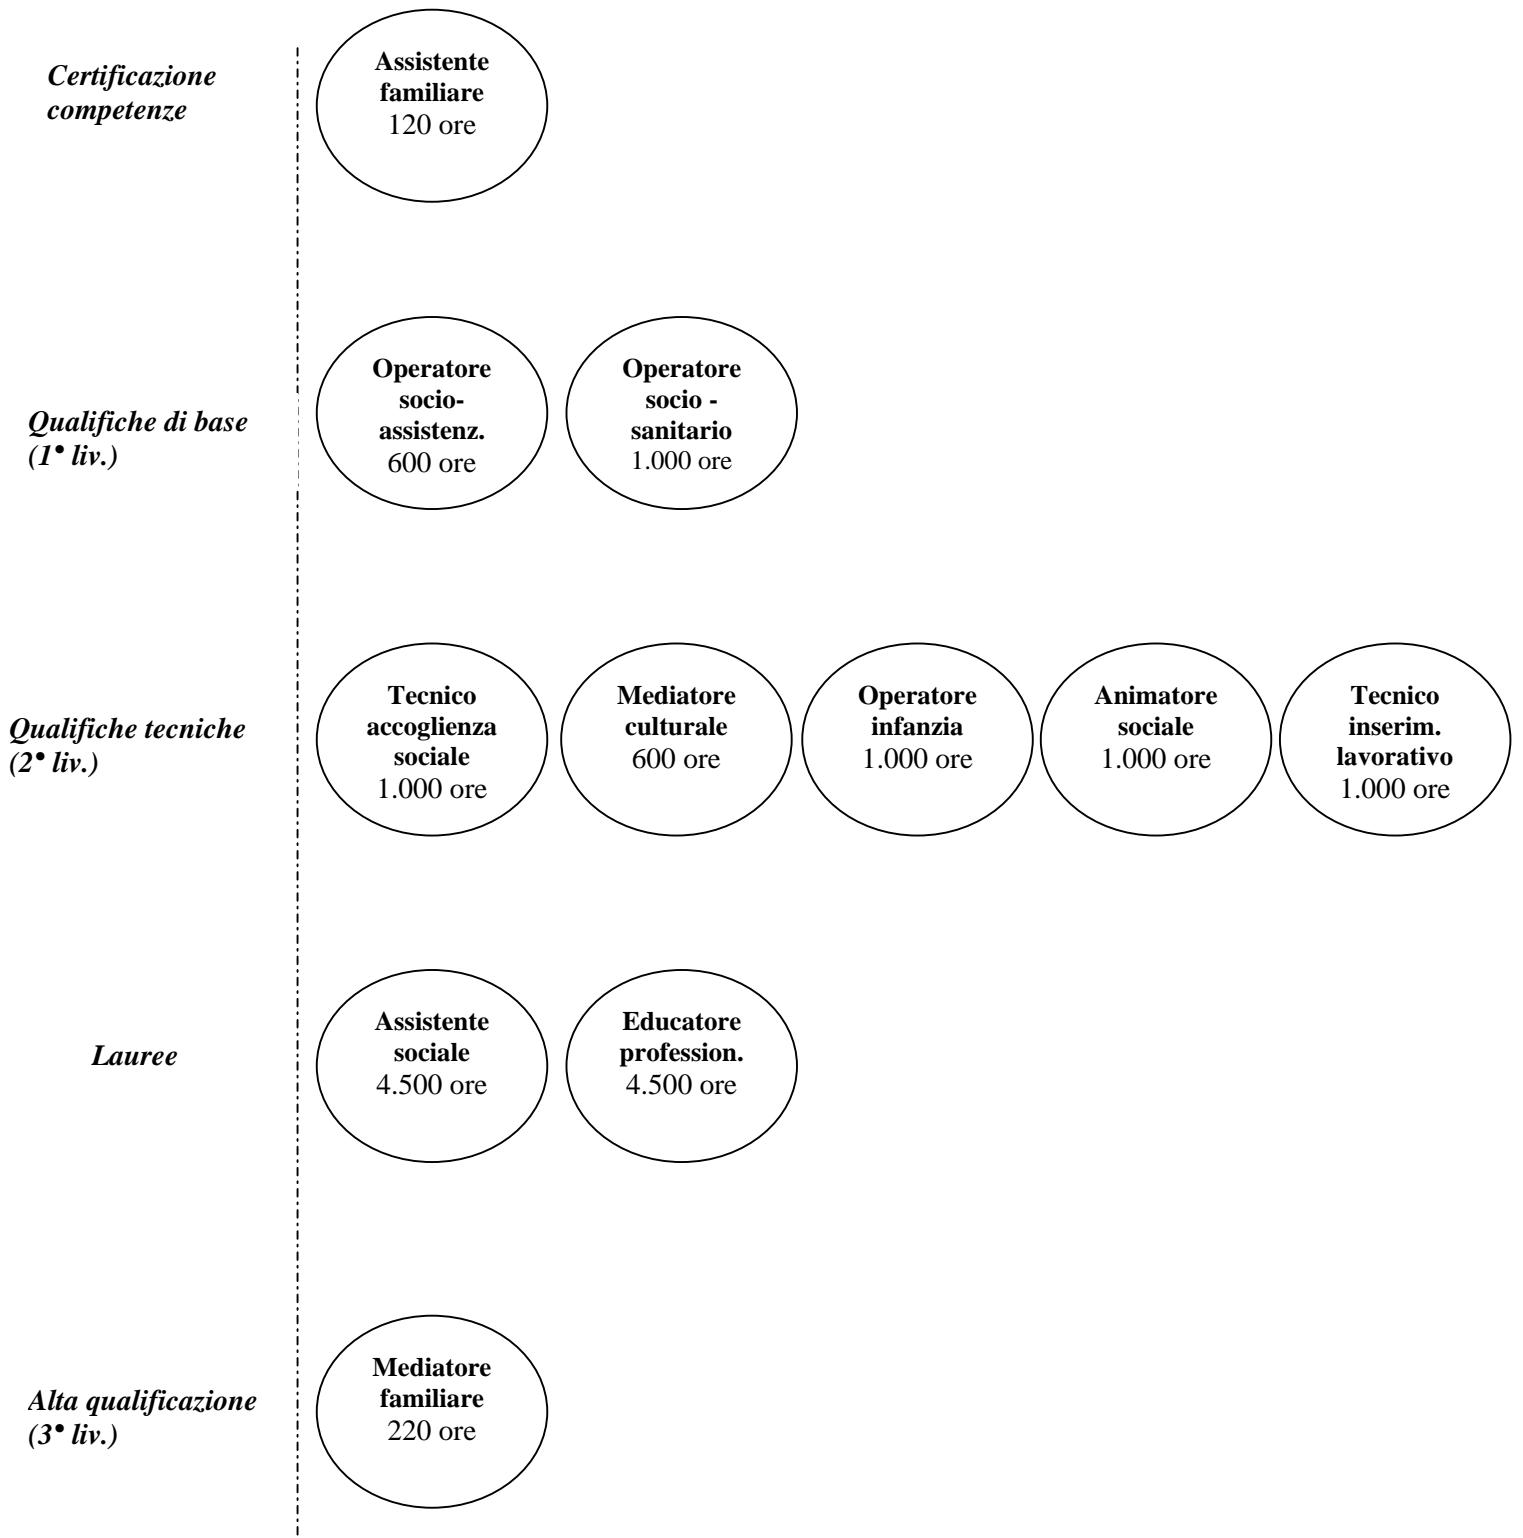 Certificazione
competenze
Assistente
familiare
120 ore
Qualifiche di base
(1° liv.)
Operatore
socio-
assistenz.
600 ore
Operatore
socio -
sanitario
1.000 ore
Qualifiche tecniche
(2° liv.)
Tecnico
accoglienza
sociale
1.000 ore
Mediatore
culturale
600 ore
Operatore
infanzia
1.000 ore
Animatore
sociale
1.000 ore
Tecnico
inserim.
lavorativo
1.000 ore
Lauree
Assistente
sociale
4.500 ore
Educatore
profession.
4.500 ore
Alta qualificazione
(3° liv.)
Mediatore
familiare
220 ore